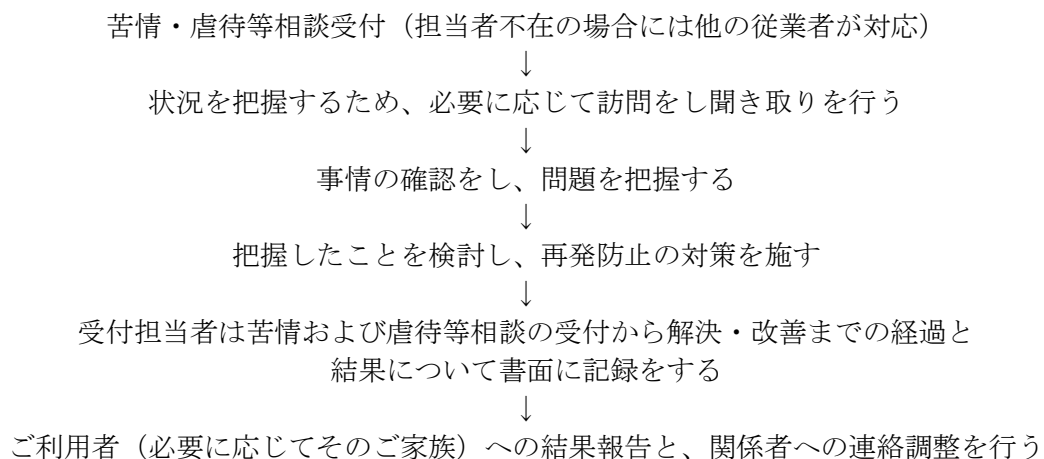 苦情・虐待等相談受付（担当者不在の場合には他の従業者が対応）
↓
状況を把握するため、必要に応じて訪問をし聞き取りを行う
↓
事情の確認をし、問題を把握する
↓
把握したことを検討し、再発防止の対策を施す
↓
受付担当者は苦情および虐待等相談の受付から解決・改善までの経過と
結果について書面に記録をする
↓
ご利用者（必要に応じてそのご家族）への結果報告と、関係者への連絡調整を行う